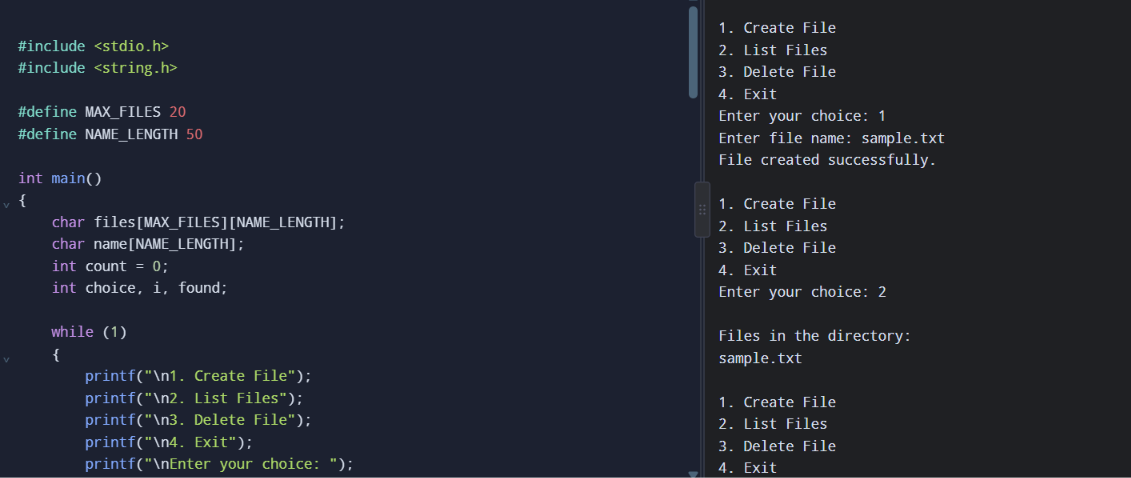 #include <stdio.h>
#include <string.h>
#define MAX_FILES 20
#define NAME_LENGTH 50
int main()
{
    char files[MAX_FILES][NAME_LENGTH];
    char name[NAME_LENGTH];
    int count = 0;
    int choice, i, found;
    while (1)
    {
        printf("\n1. Create File");
        printf("\n2. List Files");
        printf("\n3. Delete File");
        printf("\n4. Exit");
        printf("\nEnter your choice: ");
1. Create File
2. List Files
3. Delete File
4. Exit
Enter your choice: 1
Enter file name: sample.txt
File created successfully.
1. Create File
2. List Files
3. Delete File
4. Exit
Enter your choice: 2
Files in the directory:
sample.txt
1. Create File
2. List Files
3. Delete File
4. Exit